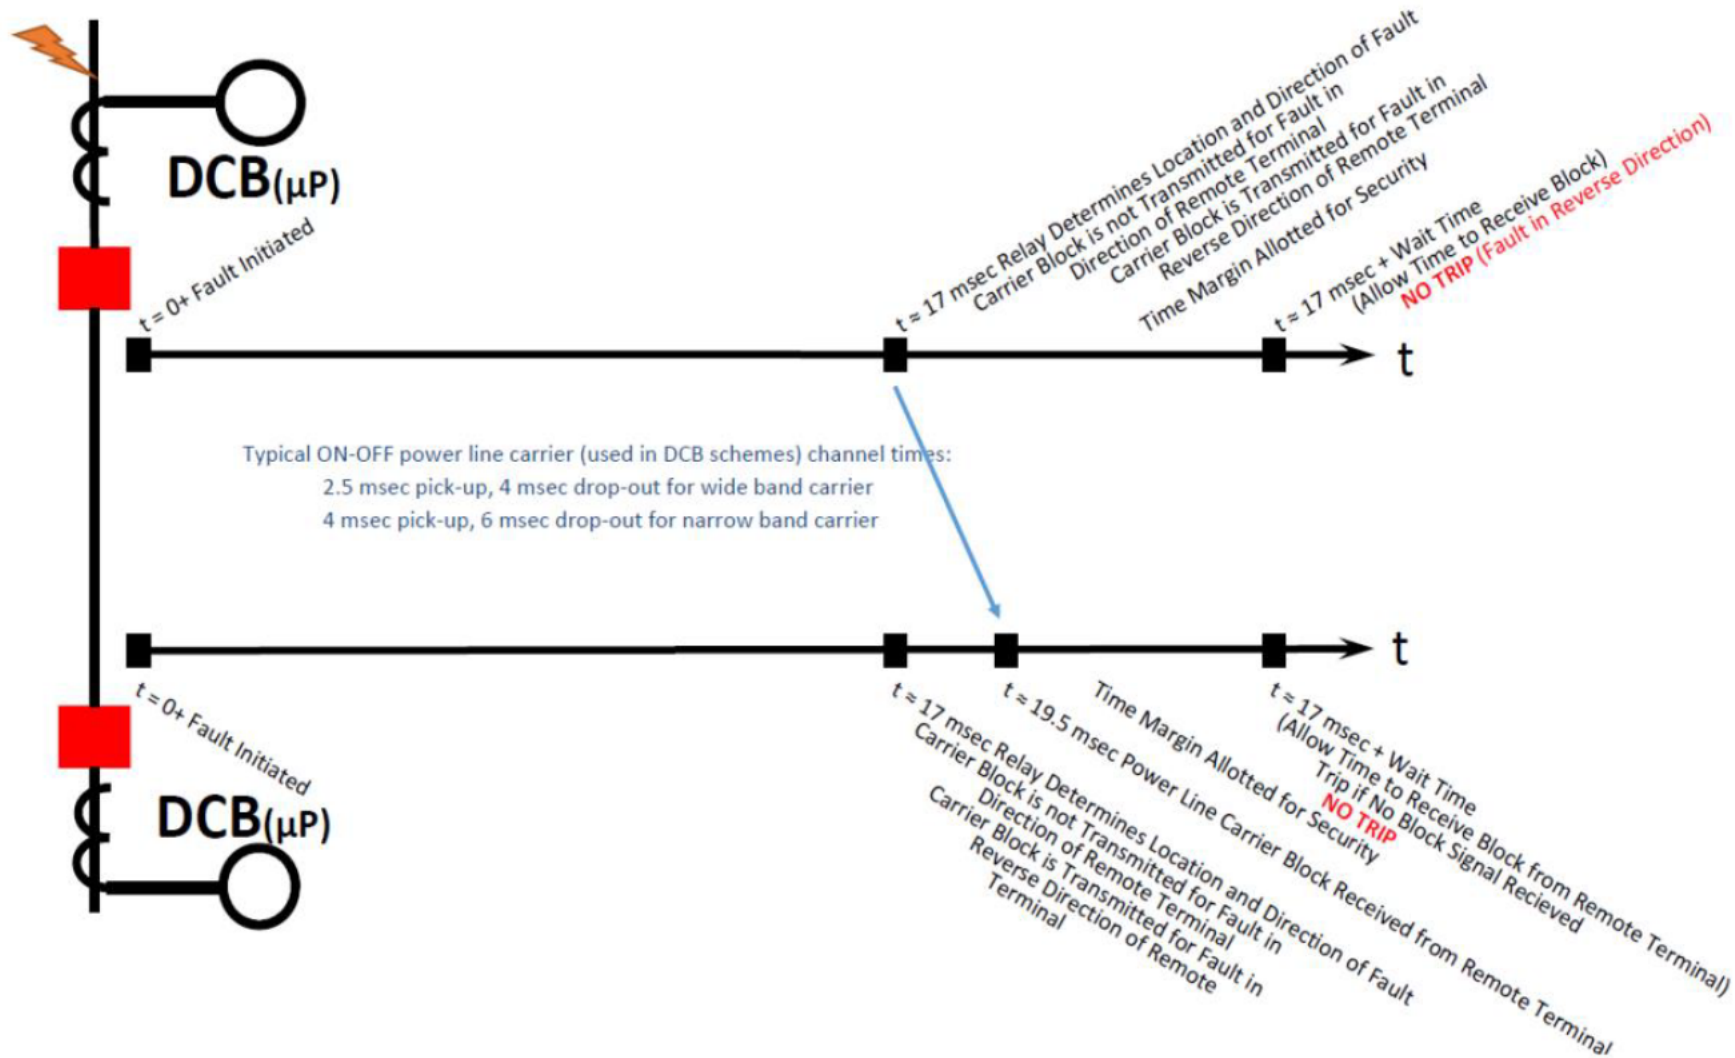 DCB(μP)
t = 0+ Fault Initiated
t ≈ 17 msec Relay Determines Location and Direction of Fault
Carrier Block is not Transmitted for Fault in
Direction of Remote Terminal
Carrier Block is Transmitted for Fault in
Reverse Direction of Remote Terminal
Time Margin Allotted for Security
t ≈ 17 msec + Wait Time
(Allow Time to Receive Block)
NO TRIP (Fault in Reverse Direction)
t
Typical ON-OFF power line carrier (used in DCB schemes) channel times:
2.5 msec pick-up, 4 msec drop-out for wide band carrier
4 msec pick-up, 6 msec drop-out for narrow band carrier
t
t = 0+ Fault Initiated
DCB(μP)
t ≈ 17 msec Relay Determines Location and Direction of Fault
Carrier Block is not Transmitted for Fault in
Direction of Remote Terminal
Carrier Block is Transmitted for Fault in
Reverse Direction of Remote
Terminal
t ≈ 19.5 msec Power Line Carrier Block Received from Remote Terminal
Time Margin Allotted for Security
t ≈ 17 msec + Wait Time
(Allow Time to Receive Block from Remote Terminal)
Trip if No Block Signal Recieved
NO TRIP